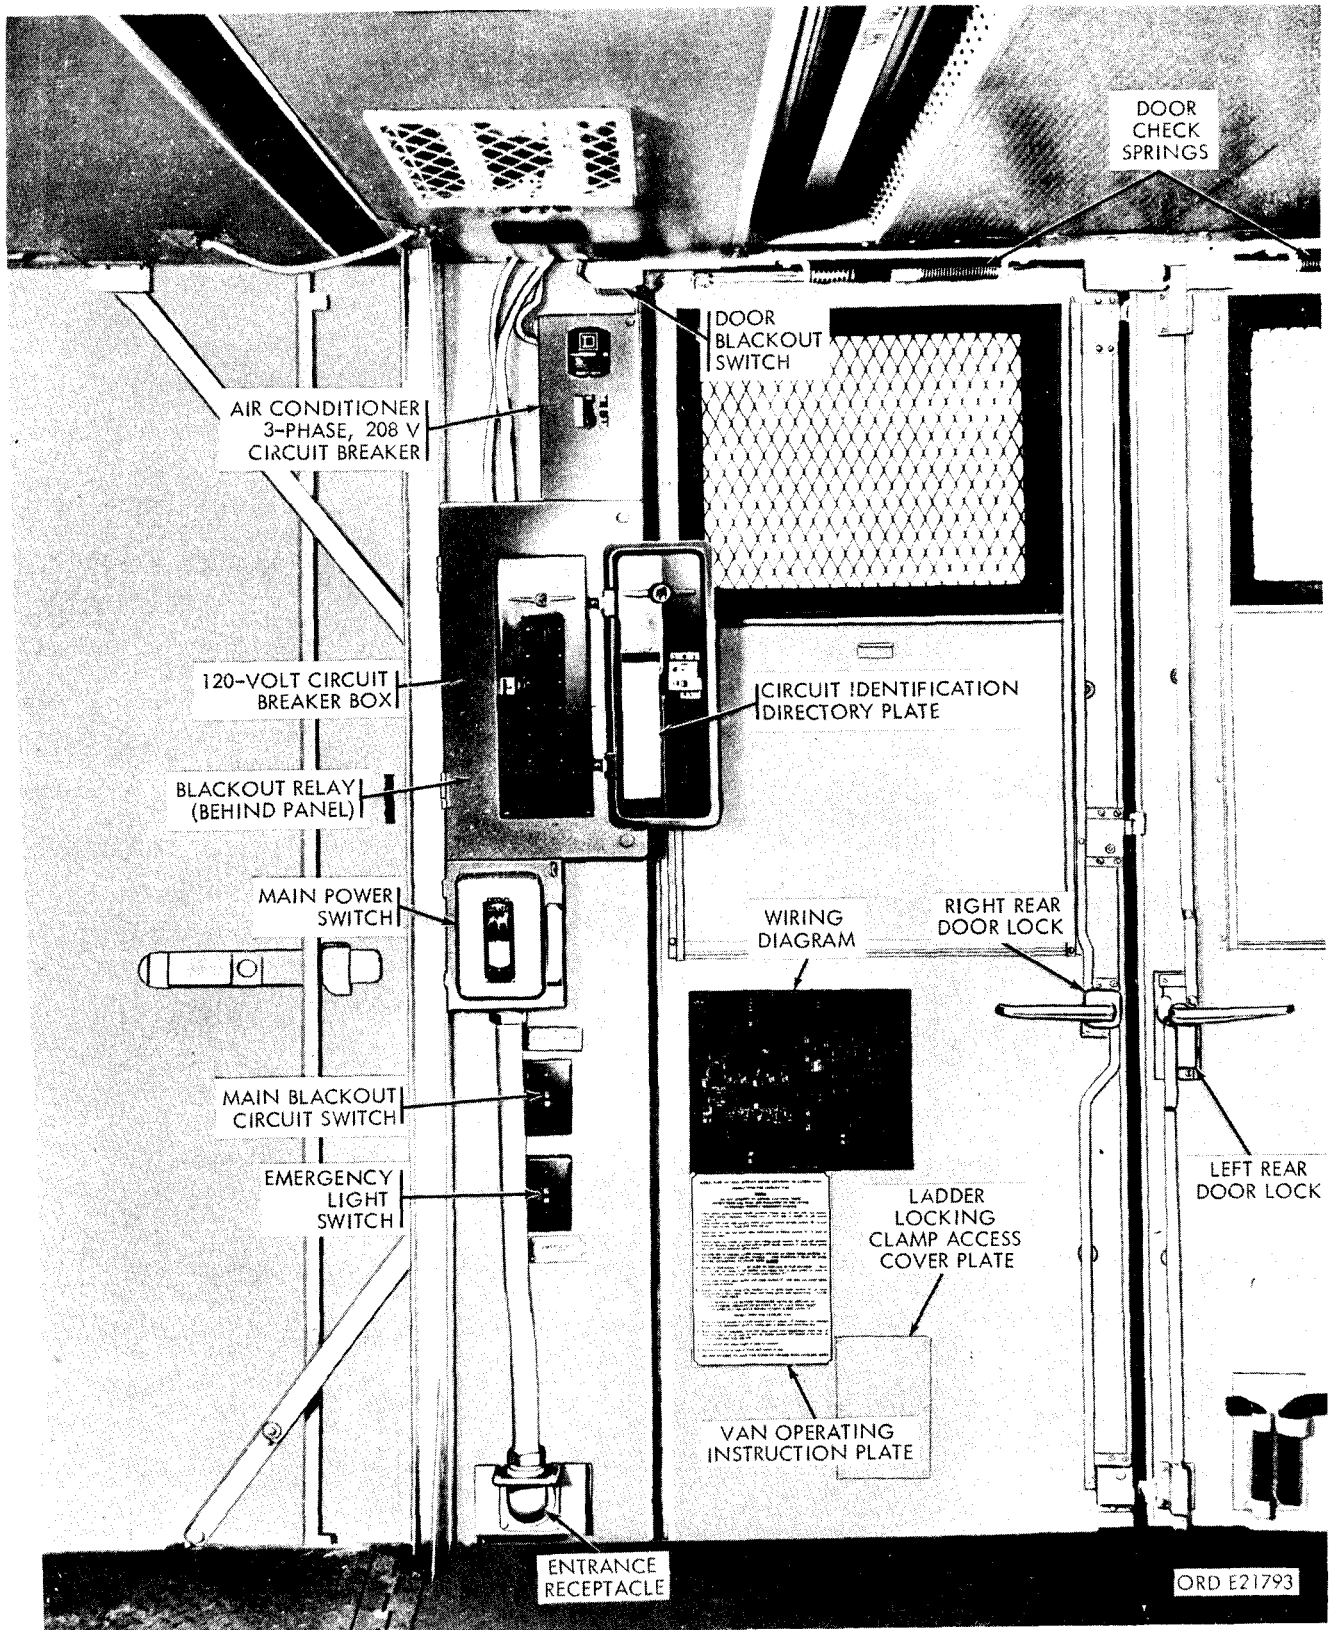 DOOR
CHECK
SPRINGS
DOOR
BLACKOUT
SWITCH
AIR CONDITIONER
3-PHASE, 208 V
CIRCUIT BREAKER
120-VOLT CIRCUIT
BREAKER BOX
CIRCUIT IDENTIFICATION
DIRECTORY PLATE
BLACKOUT RELAY
(BEHIND PANEL)
MAIN POWER
SWITCH
WIRING
DIAGRAM
RIGHT REAR
DOOR LOCK
MAIN BLACKOUT
CIRCUIT SWITCH
EMERGENCY
LIGHT
SWITCH
LADDER
LOCKING
CLAMP ACCESS
COVER PLATE
LEFT REAR
DOOR LOCK
VAN OPERATING
INSTRUCTION PLATE
ENTRANCE
RECEPTACLE
ORD E21793